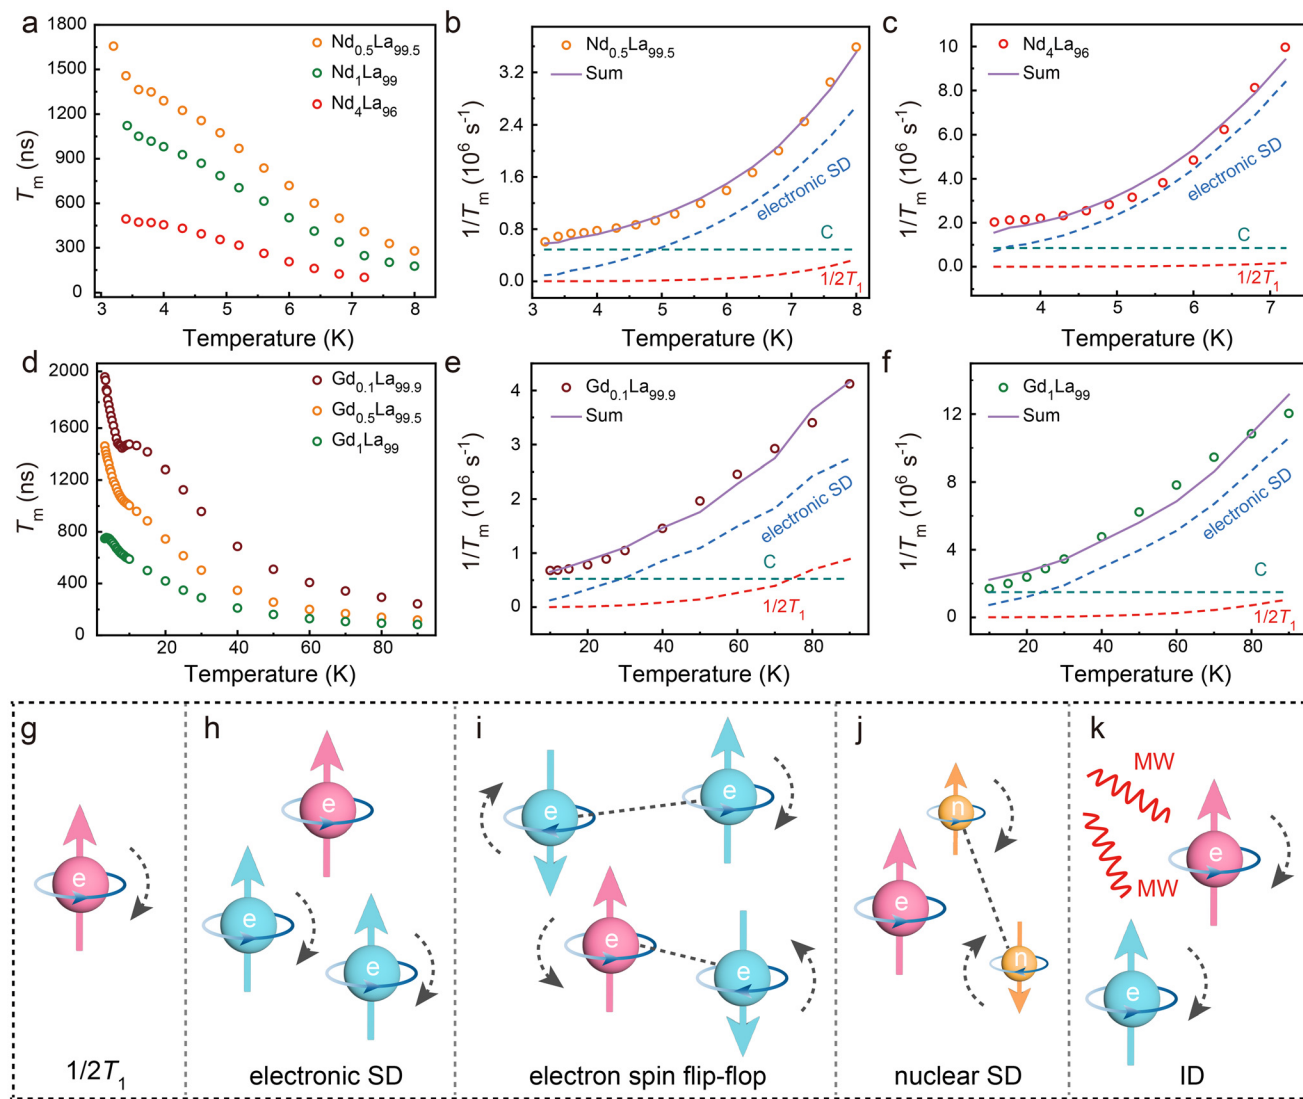 a
1800
1500
1200
900
600
300
0
Tm (ns)
3 4 5 6 7 8
Temperature (K)
Nd0.5La99.5
Nd1La99
Nd4La96
b
3.2
2.4
1.6
0.8
0.0
1/Tm (10^6 s^-1)
3 4 5 6 7 8
Temperature (K)
Nd0.5La99.5
Sum
electronic SD
C
1/2T1
c
10.0
8.0
6.0
4.0
2.0
0.0
1/Tm (10^6 s^-1)
4 5 6 7
Temperature (K)
Nd4La96
Sum
electronic SD
C
1/2T1
d
2000
1600
1200
800
400
0
Tm (ns)
0 20 40 60 80
Temperature (K)
Gd0.1La99.9
Gd0.5La99.5
Gd1La99
e
4
3
2
1
0
1/Tm (10^6 s^-1)
20 40 60 80
Temperature (K)
Gd0.1La99.9
Sum
electronic SD
C
1/2T1
f
12
8
4
0
1/Tm (10^6 s^-1)
20 40 60 80
Temperature (K)
Gd1La99
Sum
electronic SD
C
1/2T1
g
e
1/2T1
h
e
e
e
electronic SD
i
e
e
e
e
electron spin flip-flop
j
n
e
n
nuclear SD
k
MW
e
MW
e
ID